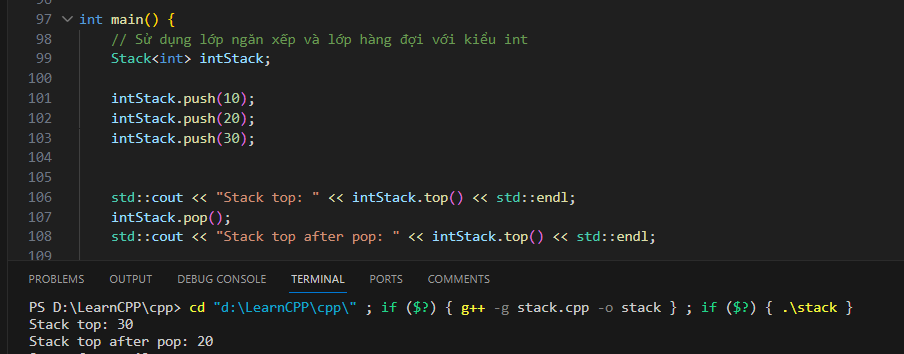 96
97 int main() {
98 // Sử dụng lớp ngăn xếp và lớp hàng đợi với kiểu int
99 Stack<int> intStack;
100
101 intStack.push(10);
102 intStack.push(20);
103 intStack.push(30);
104
105
106 std::cout << "Stack top: " << intStack.top() << std::endl;
107 intStack.pop();
108 std::cout << "Stack top after pop: " << intStack.top() << std::endl;
109
PROBLEMS OUTPUT DEBUG CONSOLE TERMINAL PORTS COMMENTS
PS D:\LearnCPP\cpp> cd "d:\LearnCPP\cpp\" ; if ($?) { g++ -g stack.cpp -o stack } ; if ($?) { .\stack }
Stack top: 30
Stack top after pop: 20